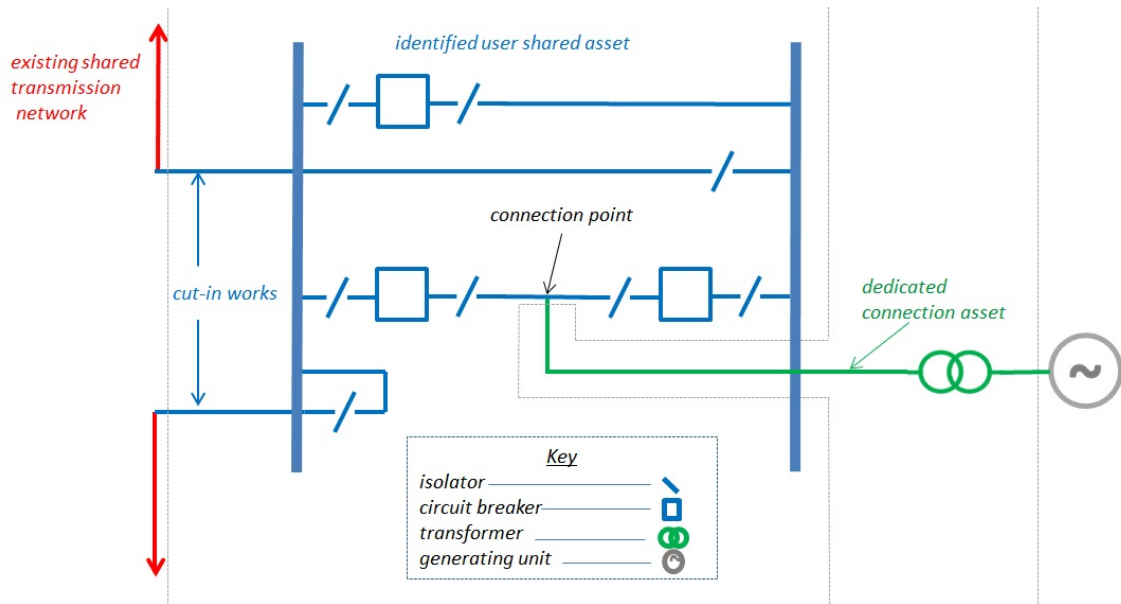 existing shared
transmission
network
identified user shared asset
connection point
cut-in works
dedicated
connection asset
Key
isolator
circuit breaker
transformer
generating unit